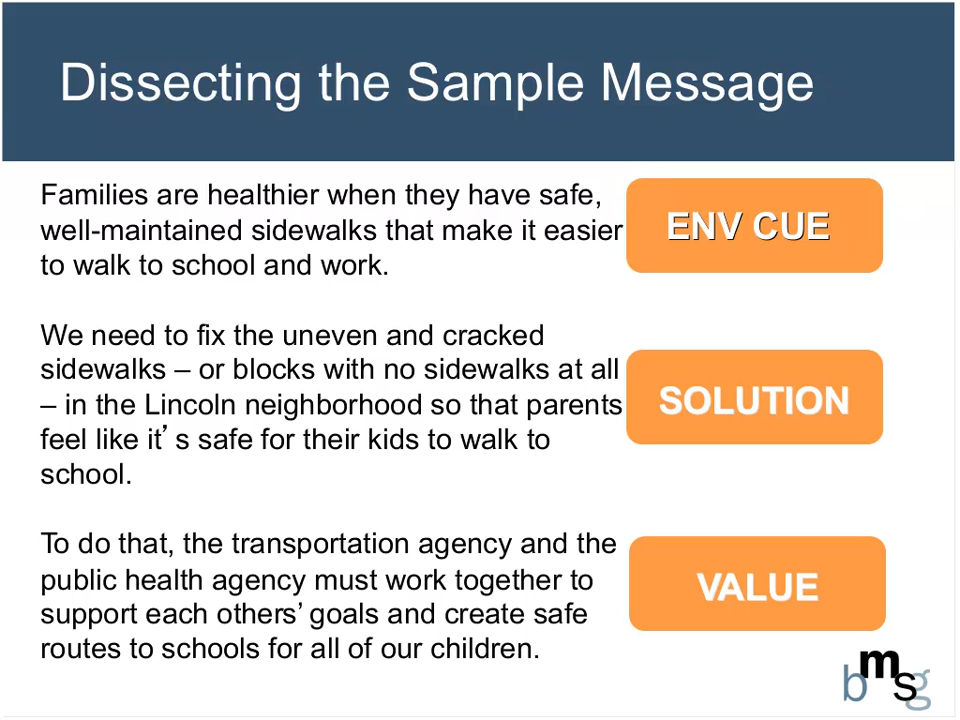 Dissecting the Sample Message
Families are healthier when they have safe,
well-maintained sidewalks that make it easier
to walk to school and work.
ENV CUE
We need to fix the uneven and cracked
sidewalks – or blocks with no sidewalks at all
– in the Lincoln neighborhood so that parents
feel like it’s safe for their kids to walk to
school.
SOLUTION
To do that, the transportation agency and the
public health agency must work together to
support each others’ goals and create safe
routes to schools for all of our children.
VALUE
bmsg